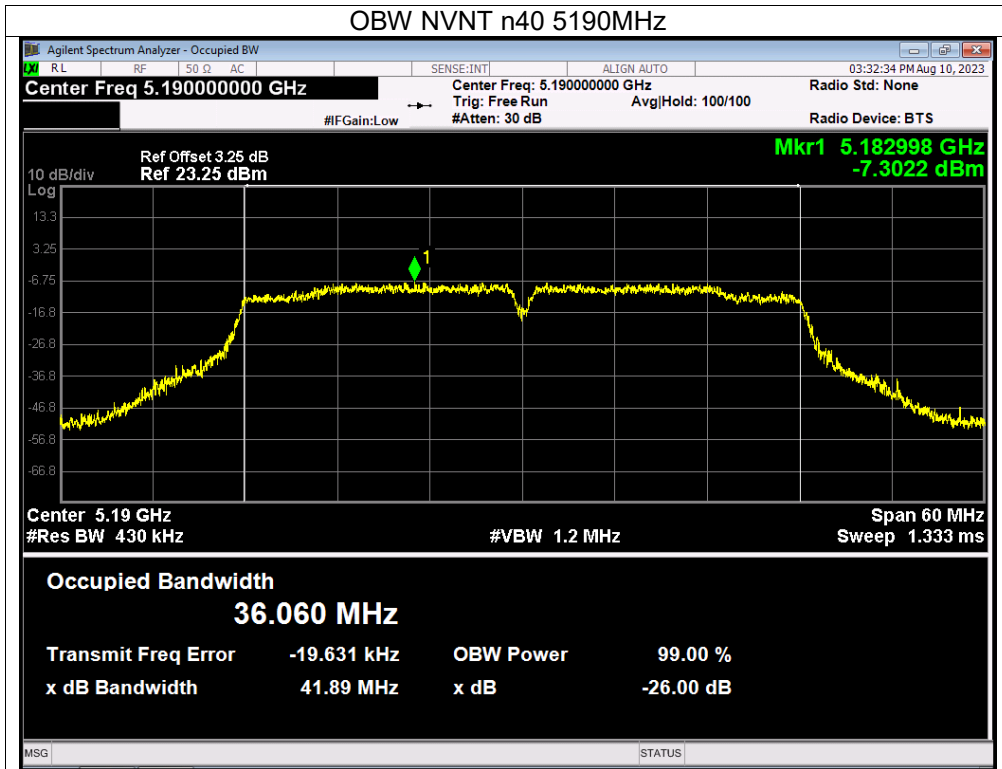 OBW NVNT n40 5190MHz
Agilent Spectrum Analyzer - Occupied BW
LXI RL RF 50 Ω AC SENSE:INT ALIGN AUTO 03:32:34 PM Aug 10, 2023
Center Freq 5.190000000 GHz Center Freq: 5.190000000 GHz Radio Std: None
Trig: Free Run Avg|Hold: 100/100
#IFGain:Low #Atten: 30 dB Radio Device: BTS
Ref Offset 3.25 dB Mkr1 5.182998 GHz
10 dB/div Ref 23.25 dBm -7.3022 dBm
Log
13.3
3.25
1
-6.75
-16.8
-26.8
-36.8
-46.8
-56.8
-66.8
Center 5.19 GHz Span 60 MHz
#Res BW 430 kHz #VBW 1.2 MHz Sweep 1.333 ms
Occupied Bandwidth
36.060 MHz
Transmit Freq Error -19.631 kHz OBW Power 99.00 %
x dB Bandwidth 41.89 MHz x dB -26.00 dB
MSG STATUS